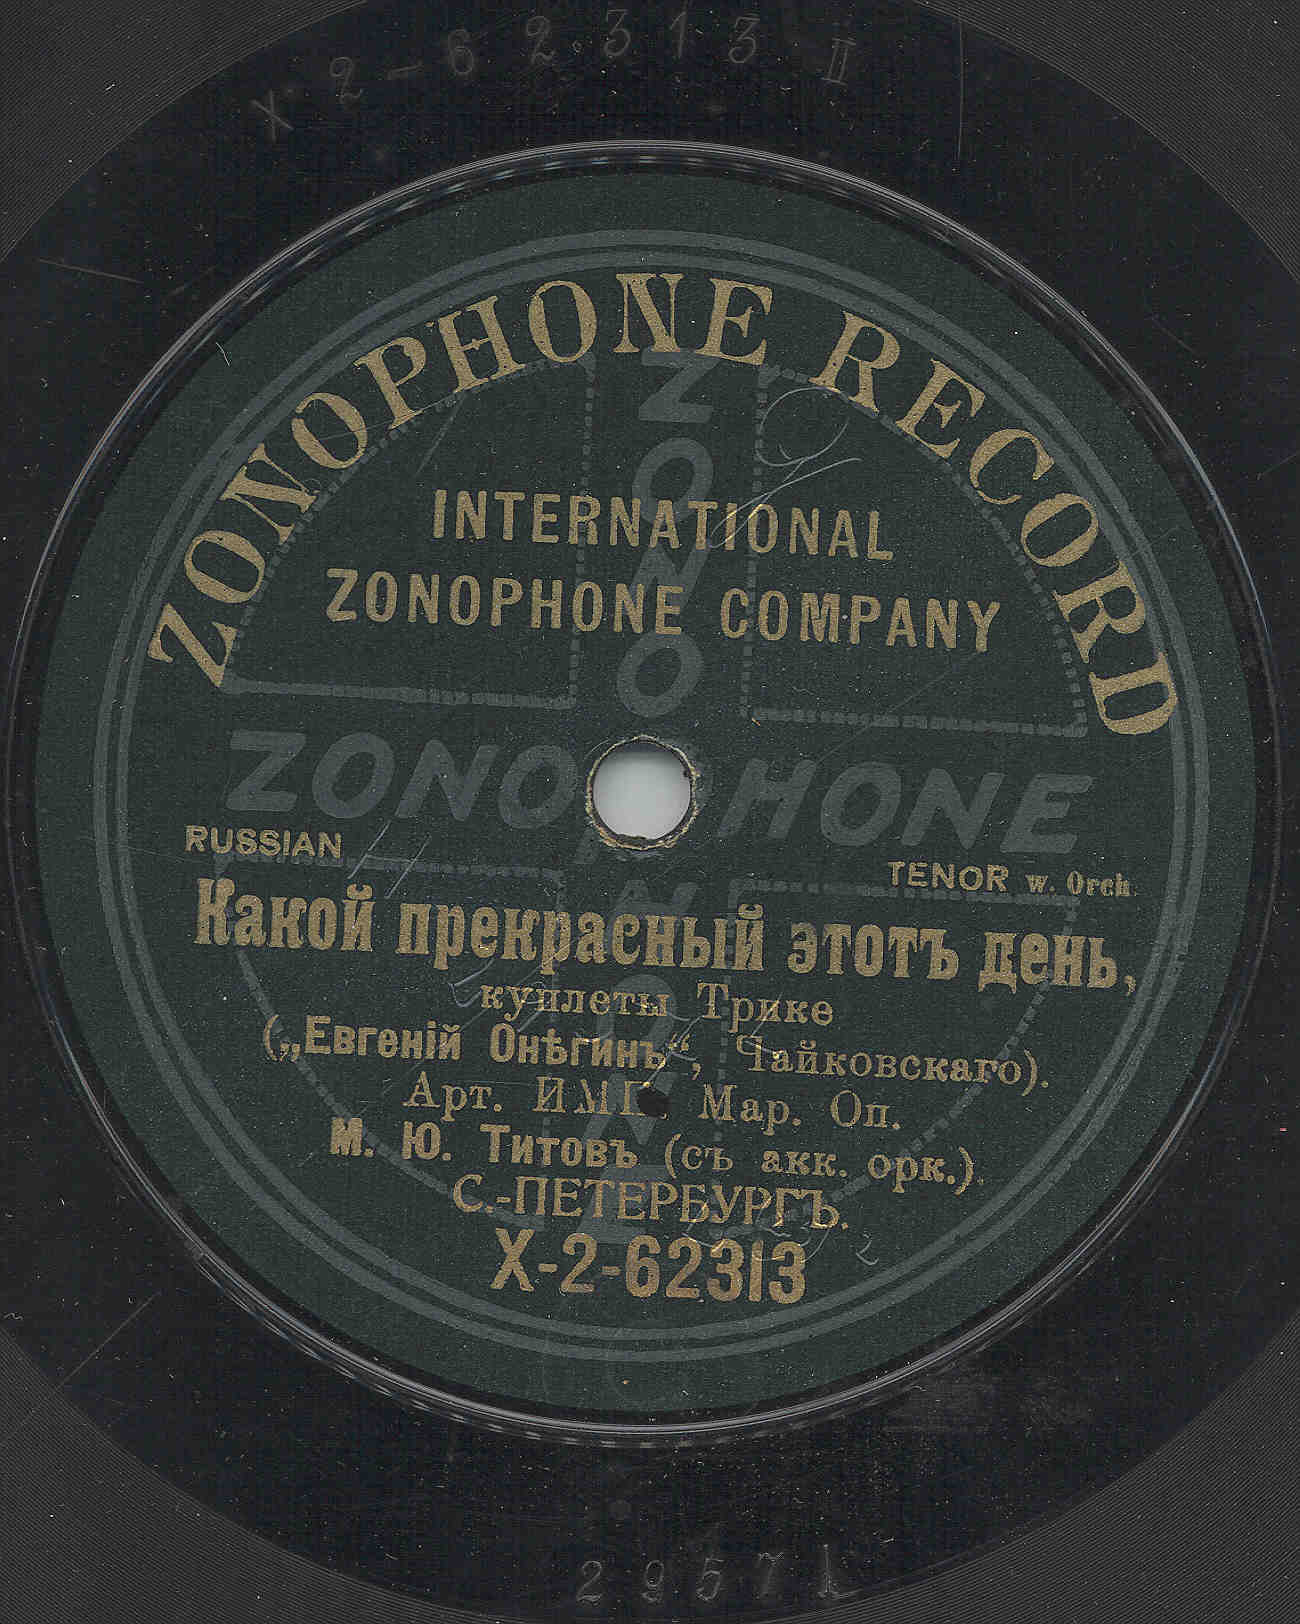 X 2-62313 II
ZONOPHONE RECORD
ZONOPHONE
INTERNATIONAL
ZONOPHONE COMPANY
ZONOPHONE
RUSSIAN
TENOR w. Orch.
Какой прекрасный этотъ день,
куплеты Трике
(„Евгеній Онѣгинъ“, Чайковскаго).
Арт. ИМП. Мар. Оп.
М. Ю. Титовъ (съ акк. орк.).
С.-ПЕТЕРБУРГЪ.
X-2-62313
29571